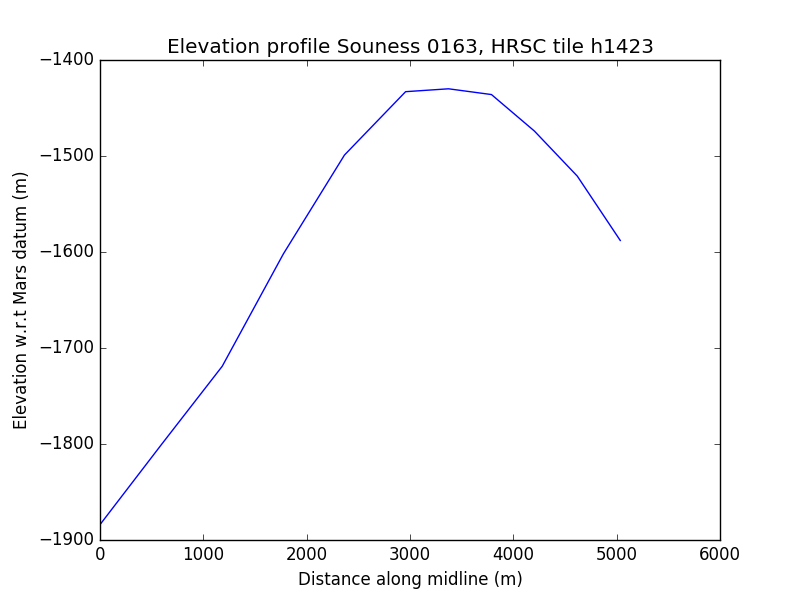 Elevation profile Souness 0163, HRSC tile h1423
−1400
−1500
−1600
−1700
−1800
−1900
Elevation w.r.t Mars datum (m)
0 1000 2000 3000 4000 5000 6000
Distance along midline (m)